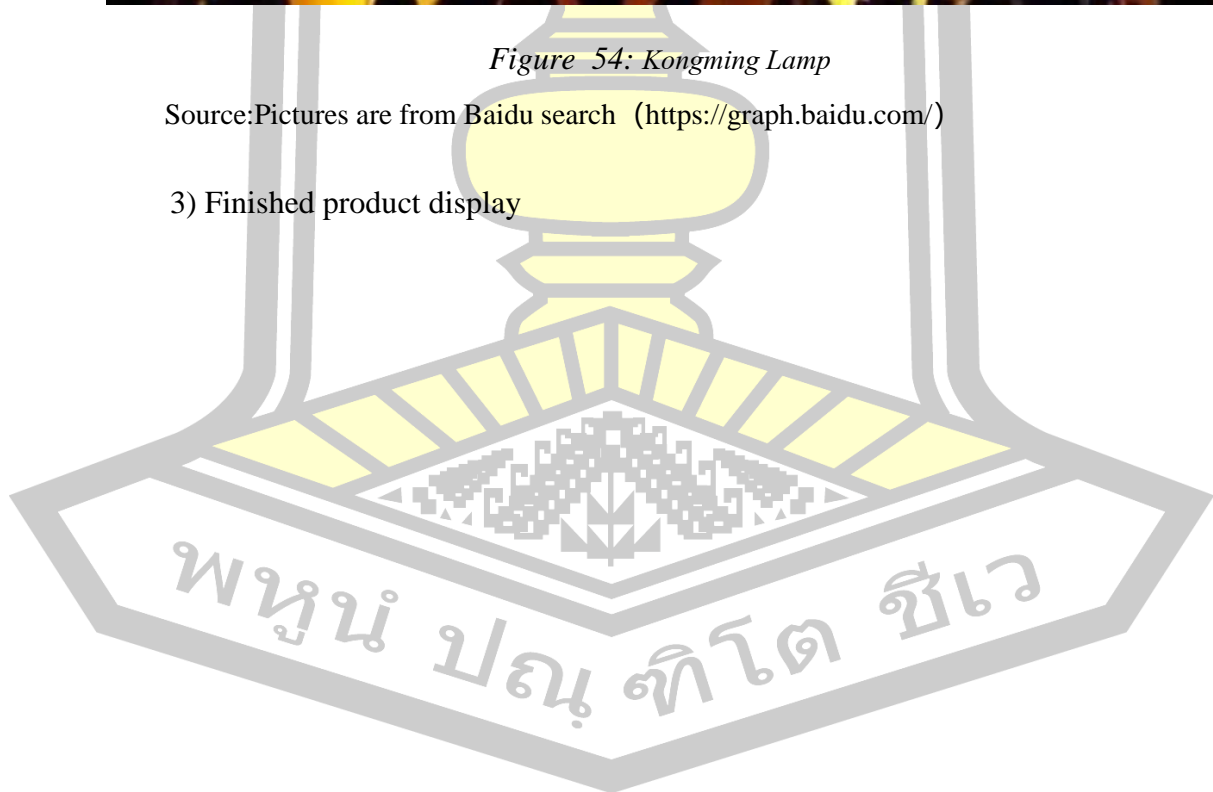 Figure 54: Kongming Lamp
Source:Pictures are from Baidu search（https://graph.baidu.com/）
3) Finished product display
พหูนํ ปณฺฑิโต ชีเว